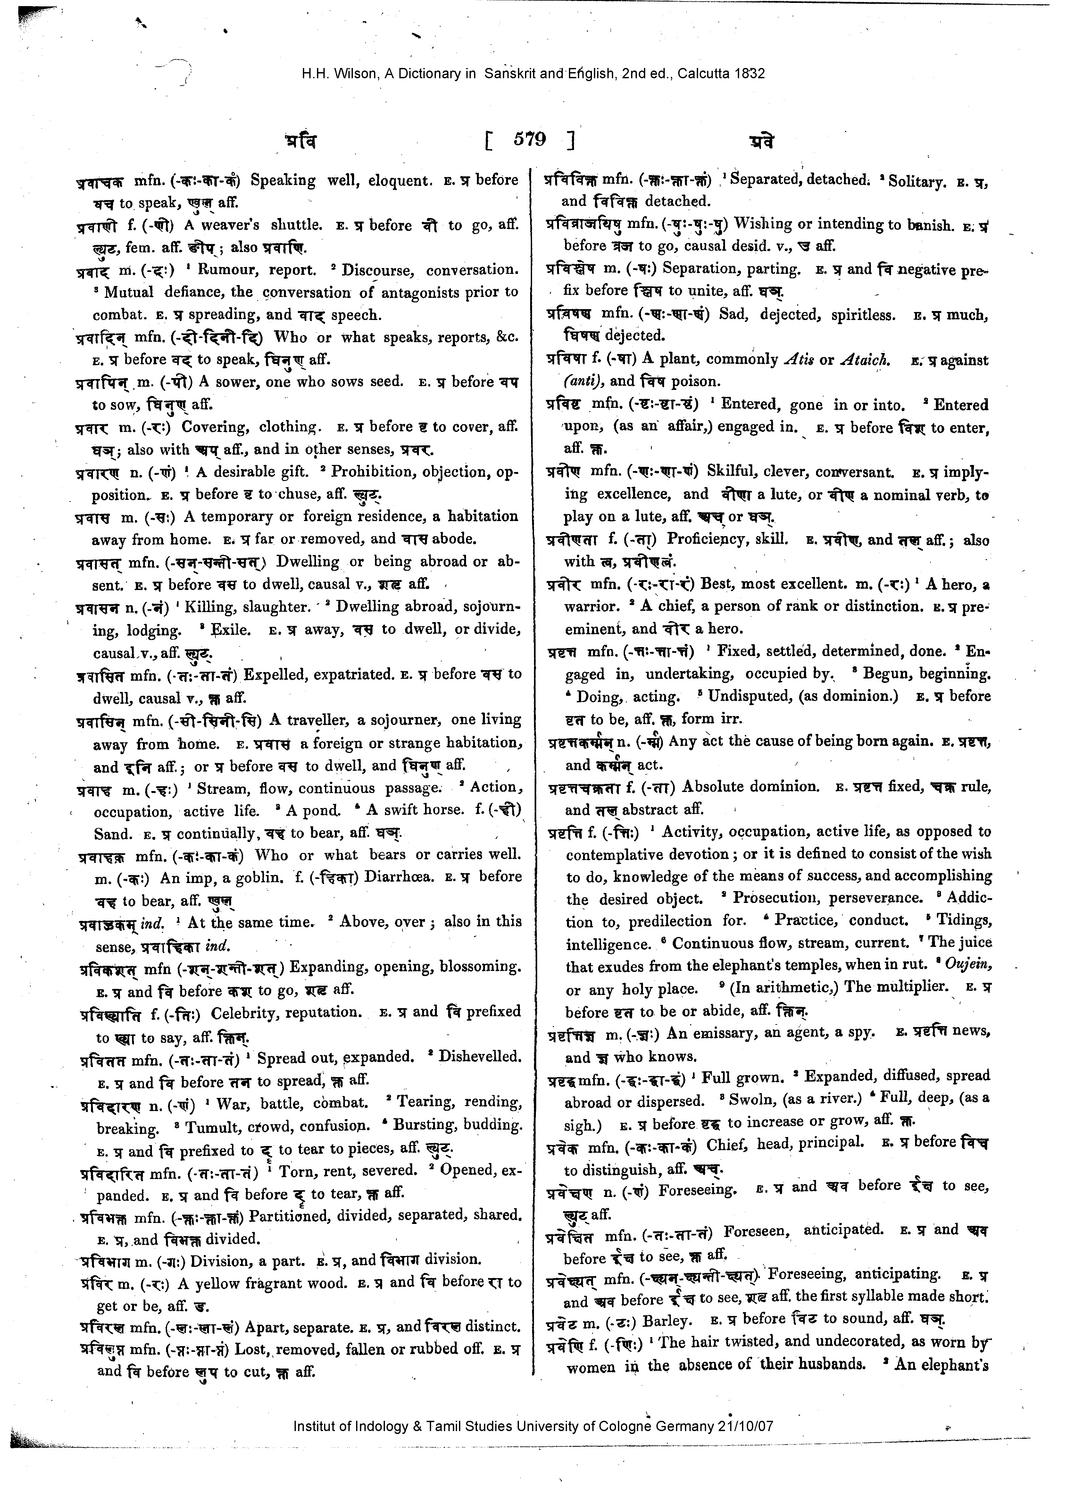 H.H. Wilson, A Dictionary in Sanskrit and English, 2nd ed., Calcutta 1832
प्रवि [ 579 ] प्रवे
प्रवाचक mfn. (-कः-का-कं) Speaking well, eloquent. E. प्र before
वच to speak, ण्वुल् aff.
प्रवाणी f. (-णी) A weaver's shuttle. E. प्र before वी to go, aff.
ल्युट्, fem. aff. ङीप्; also प्रवाणि.
प्रवाद m. (-दः) ¹ Rumour, report. ² Discourse, conversation.
³ Mutual defiance, the conversation of antagonists prior to
combat. E. प्र spreading, and वाद speech.
प्रवादिन् mfn. (-दी-दिनी-दि) Who or what speaks, reports, &c.
E. प्र before वद् to speak, घिनुण् aff.
प्रवापिन् m. (-पी) A sower, one who sows seed. E. प्र before वप
to sow, घिनुण् aff.
प्रवार m. (-रः) Covering, clothing. E. प्र before वृ to cover, aff.
घञ्; also with अप् aff., and in other senses, प्रवर.
प्रवारण n. (-णं) ¹ A desirable gift. ² Prohibition, objection, op-
position. E. प्र before वृ to chuse, aff. ल्युट्.
प्रवास m. (-सः) A temporary or foreign residence, a habitation
away from home. E. प्र far or removed, and वास abode.
प्रवासत् mfn. (-सन्-सन्ती-सत्) Dwelling or being abroad or ab-
sent. E. प्र before वस to dwell, causal v., शतृ aff.
प्रवासन n. (-नं) ¹ Killing, slaughter. ² Dwelling abroad, sojourn-
ing, lodging. ³ Exile. E. प्र away, वस to dwell, or divide,
causal v., aff. ल्युट्.
प्रवासित mfn. (-तः-ता-तं) Expelled, expatriated. E. प्र before वस to
dwell, causal v., क्त aff.
प्रवासिन् mfn. (-सी-सिनी-सि) A traveller, a sojourner, one living
away from home. E. प्रवास a foreign or strange habitation,
and इनि aff.; or प्र before वस to dwell, and घिनुण् aff.
प्रवाह m. (-हः) ¹ Stream, flow, continuous passage. ² Action,
occupation, active life. ³ A pond. ⁴ A swift horse. f. (-ही)
Sand. E. प्र continually, वह to bear, aff. घञ्.
प्रवाहक mfn. (-कः-का-कं) Who or what bears or carries well.
m. (-कः) An imp, a goblin. f. (-हिका) Diarrhœa. E. प्र before
वह to bear, aff. ण्वुल्
प्रवाह्रकम् ind. ¹ At the same time. ² Above, over; also in this
sense, प्रवाह्रिका ind.
प्रविकशत् mfn (-शन्-शन्ती-शत्) Expanding, opening, blossoming.
E. प्र and वि before कश to go, शतृ aff.
प्रविख्याति f. (-तिः) Celebrity, reputation. E. प्र and वि prefixed
to ख्या to say, aff. क्तिन्.
प्रवितत mfn. (-तः-ता-तं) ¹ Spread out, expanded. ² Dishevelled.
E. प्र and वि before तन to spread, क्त aff.
प्रविदारण n. (-णं) ¹ War, battle, combat. ² Tearing, rending,
breaking. ³ Tumult, crowd, confusion. ⁴ Bursting, budding.
E. प्र and वि prefixed to दॄ to tear to pieces, aff. ल्युट्.
प्रविदारित mfn. (-तः-ता-तं) ¹ Torn, rent, severed. ² Opened, ex-
panded. E. प्र and वि before दॄ to tear, क्त aff.
प्रविभक्त mfn. (-क्तः-क्ता-क्तं) Partitioned, divided, separated, shared.
E. प्र, and विभक्त divided.
प्रविभाग m. (-गः) Division, a part. E. प्र, and विभाग division.
प्रविर m. (-रः) A yellow fragrant wood. E. प्र and वि before रा to
get or be, aff. ड.
प्रविरल mfn. (-लः-ला-लं) Apart, separate. E. प्र, and विरल distinct.
प्रविलुप्त mfn. (-प्तः-प्ता-प्तं) Lost, removed, fallen or rubbed off. E. प्र
and वि before लुप to cut, क्त aff.
प्रविविक्त mfn. (-क्तः-क्ता-क्तं) ¹ Separated, detached. ² Solitary. E. प्र,
and विविक्त detached.
प्रविव्राजयिषु mfn. (-षुः-षुः-षु) Wishing or intending to banish. E. प्र
before व्रज to go, causal desid. v., उ aff.
प्रविश्लेष m. (-षः) Separation, parting. E. प्र and वि negative pre-
fix before श्लिष to unite, aff. घञ्.
प्रविषण्ण mfn. (-ण्णः-ण्णा-ण्णं) Sad, dejected, spiritless. E. प्र much,
विषण्ण dejected.
प्रविषा f. (-षा) A plant, commonly Atis or Ataich. E. प्र against
(anti), and विष poison.
प्रविष्ट mfn. (-ष्टः-ष्टा-ष्टं) ¹ Entered, gone in or into. ² Entered
upon, (as an affair,) engaged in. E. प्र before विश to enter,
aff. क्त.
प्रवीण mfn. (-णः-णा-णं) Skilful, clever, conversant. E. प्र imply-
ing excellence, and वीणा a lute, or वीण a nominal verb, to
play on a lute, aff. अच् or घञ्.
प्रवीणता f. (-ता) Proficiency, skill. E. प्रवीण, and तल् aff.; also
with त्व, प्रवीणत्वं.
प्रवीर mfn. (-रः-रा-रं) Best, most excellent. m. (-रः) ¹ A hero, a
warrior. ² A chief, a person of rank or distinction. E. प्र pre-
eminent, and वीर a hero.
प्रवृत्त mfn. (-त्तः-त्ता-त्तं) ¹ Fixed, settled, determined, done. ² En-
gaged in, undertaking, occupied by. ³ Begun, beginning.
⁴ Doing, acting. ⁵ Undisputed, (as dominion.) E. प्र before
वृत to be, aff. क्त, form irr.
प्रवृत्तकर्म्मन् n. (-र्म्म) Any act the cause of being born again. E. प्रवृत्त,
and कर्म्मन् act.
प्रवृत्तचक्रता f. (-ता) Absolute dominion. E. प्रवृत्त fixed, चक्र rule,
and तल् abstract aff.
प्रवृत्ति f. (-त्तिः) ¹ Activity, occupation, active life, as opposed to
contemplative devotion; or it is defined to consist of the wish
to do, knowledge of the means of success, and accomplishing
the desired object. ² Prosecution, perseverance. ³ Addic-
tion to, predilection for. ⁴ Practice, conduct. ⁵ Tidings,
intelligence. ⁶ Continuous flow, stream, current. ⁷ The juice
that exudes from the elephant's temples, when in rut. ⁸ Oujein,
or any holy place. ⁹ (In arithmetic,) The multiplier. E. प्र
before वृत to be or abide, aff. क्तिन्.
प्रवृत्तिज्ञ m. (-ज्ञः) An emissary, an agent, a spy. E. प्रवृत्ति news,
and ज्ञ who knows.
प्रवृद्ध mfn. (-द्धः-द्धा-द्धं) ¹ Full grown. ² Expanded, diffused, spread
abroad or dispersed. ³ Swoln, (as a river.) ⁴ Full, deep, (as a
sigh.) E. प्र before वृद्ध to increase or grow, aff. क्त.
प्रवेक mfn. (-कः-का-कं) Chief, head, principal. E. प्र before विच
to distinguish, aff. अच्.
प्रवेक्षण n. (-णं) Foreseeing. E. प्र and अव before ईक्ष to see,
ल्युट् aff.
प्रवेक्षित mfn. (-तः-ता-तं) Foreseen, anticipated. E. प्र and अव
before ईक्ष to see, क्त aff.
प्रवेक्ष्यत् mfn. (-क्ष्यन्-क्ष्यन्ती-क्ष्यत्) Foreseeing, anticipating. E. प्र
and अव before ईक्ष to see, शतृ aff. the first syllable made short.
प्रवेट m. (-टः) Barley. E. प्र before विट to sound, aff. घञ्.
प्रवेणि f. (-णिः) ¹ The hair twisted, and undecorated, as worn by
women in the absence of their husbands. ² An elephant's
Institut of Indology & Tamil Studies University of Cologne Germany 21/10/07